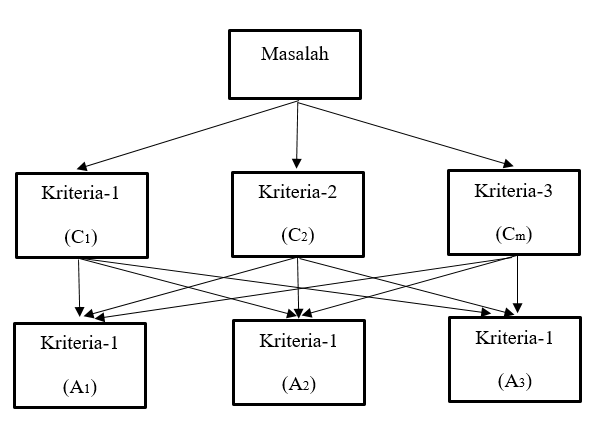 Masalah
Kriteria-1
(C1)
Kriteria-2
(C2)
Kriteria-3
(Cm)
Kriteria-1
(A1)
Kriteria-1
(A2)
Kriteria-1
(A3)